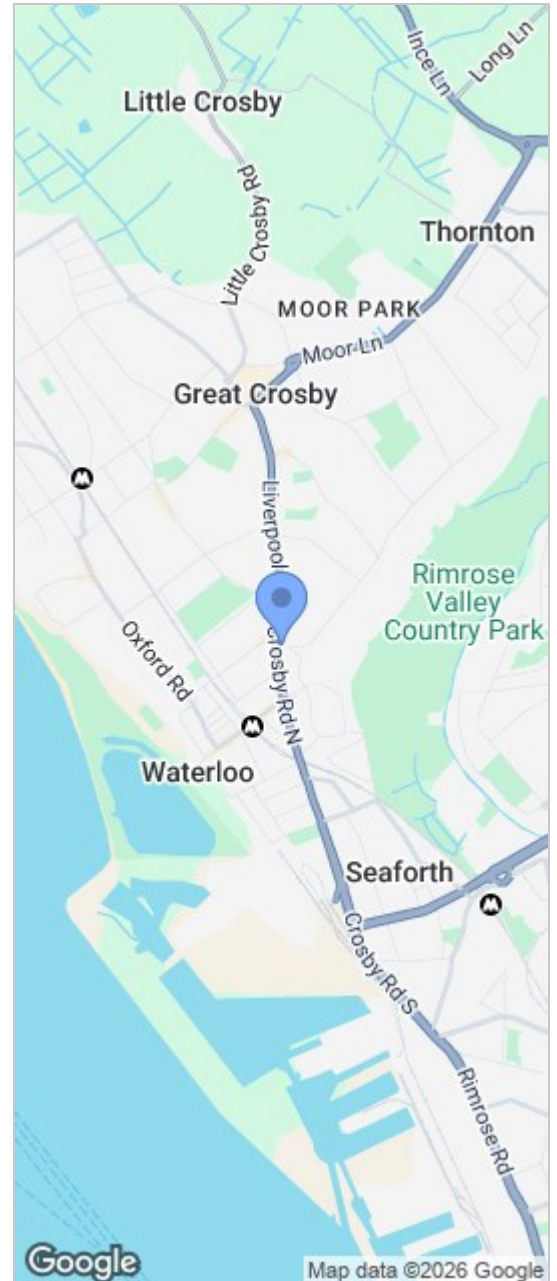 Ince Ln
Long Ln
Little Crosby
Little Crosby Rd
Thornton
MOOR PARK
Moor Ln
Great Crosby
Liverpool
Rimrose
Valley
Country Park
Crosby Rd N
Oxford Rd
Waterloo
Seaforth
Crosby Rd S
Rimrose Rd
Google
Map data ©2026 Google